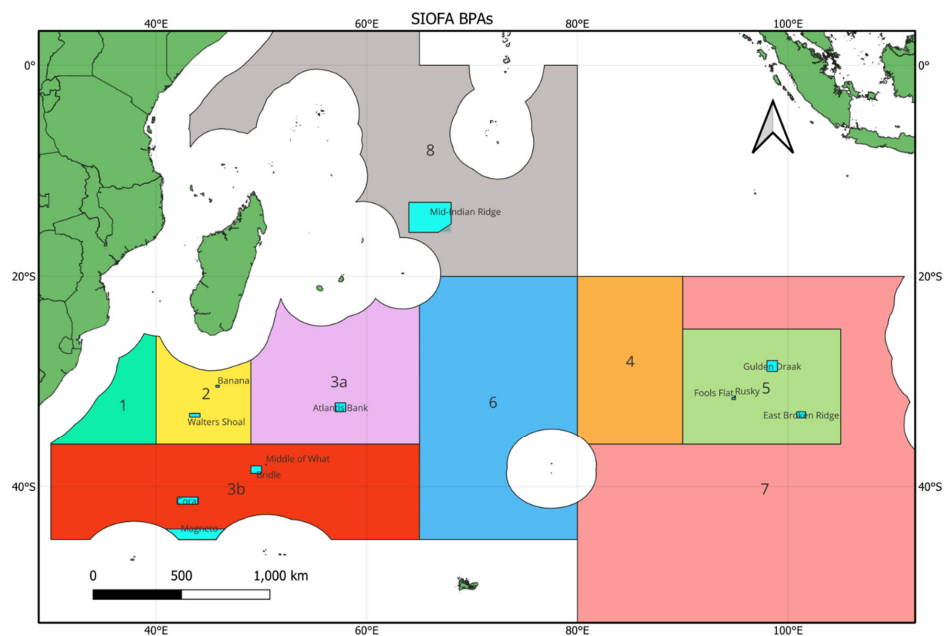 SIOFA BPAs
40°E 60°E 80°E 100°E
0° 0°
8
Mid-Indian Ridge
20°S 20°S
4
3a
Gulden Draak
Banana
2
6
5
Fools Flat Rusky
1
Atlantis Bank
East Broken Ridge
Walters Shoal
Middle of What
Bridle
40°S 3b 7 40°S
Coral
Magneto
0 500 1,000 km
40°E 60°E 80°E 100°E